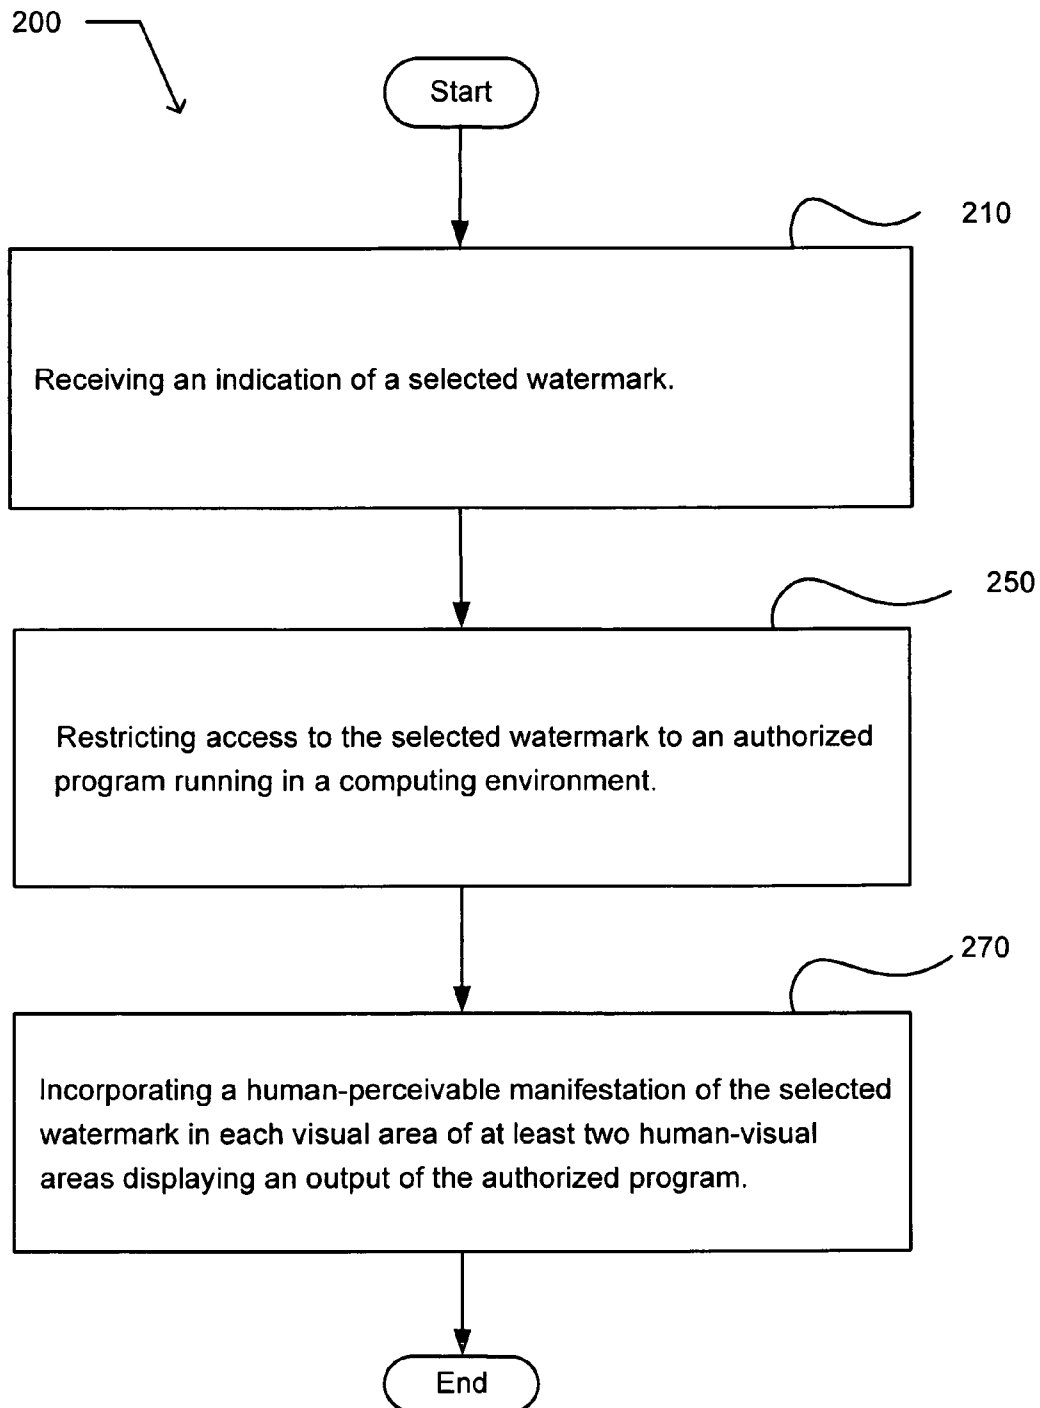 200
Start
210
Receiving an indication of a selected watermark.
250
Restricting access to the selected watermark to an authorized
program running in a computing environment.
270
Incorporating a human-perceivable manifestation of the selected
watermark in each visual area of at least two human-visual
areas displaying an output of the authorized program.
End